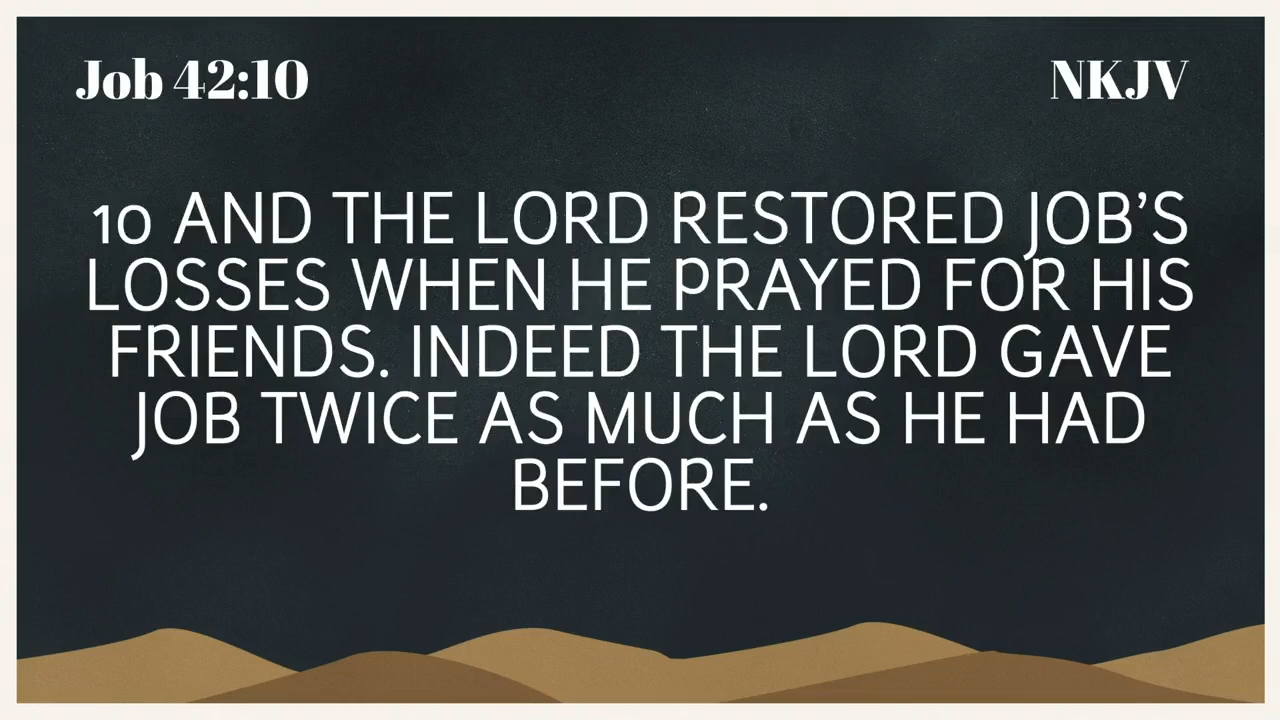 Job 42:10
NKJV
10 AND THE LORD RESTORED JOB’S
LOSSES WHEN HE PRAYED FOR HIS
FRIENDS. INDEED THE LORD GAVE
JOB TWICE AS MUCH AS HE HAD
BEFORE.